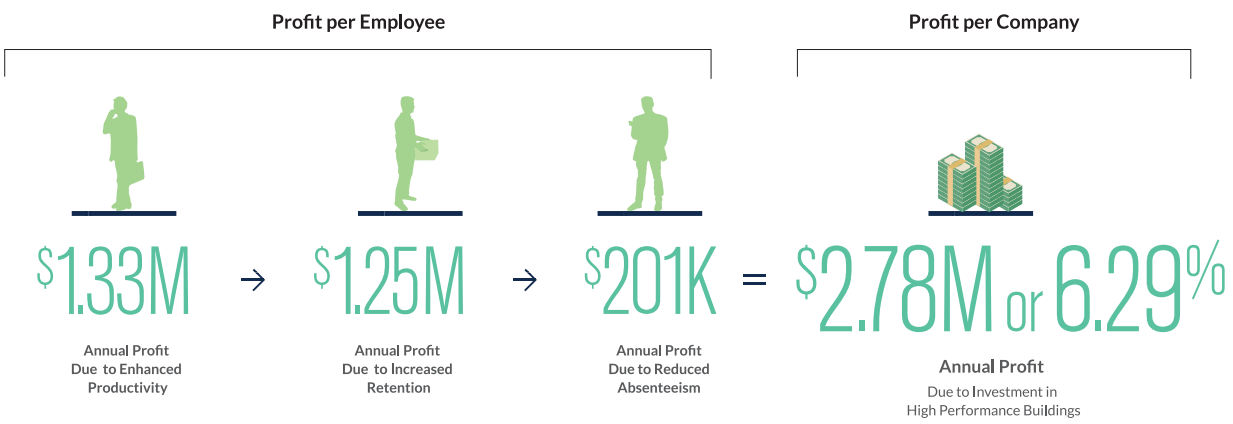 Profit per Employee
Profit per Company
$1.33M → $1.25M → $201K = $2.78M or 6.29%
Annual Profit
Due to Enhanced
Productivity
Annual Profit
Due to Increased
Retention
Annual Profit
Due to Reduced
Absenteeism
Annual Profit
Due to Investment in
High Performance Buildings